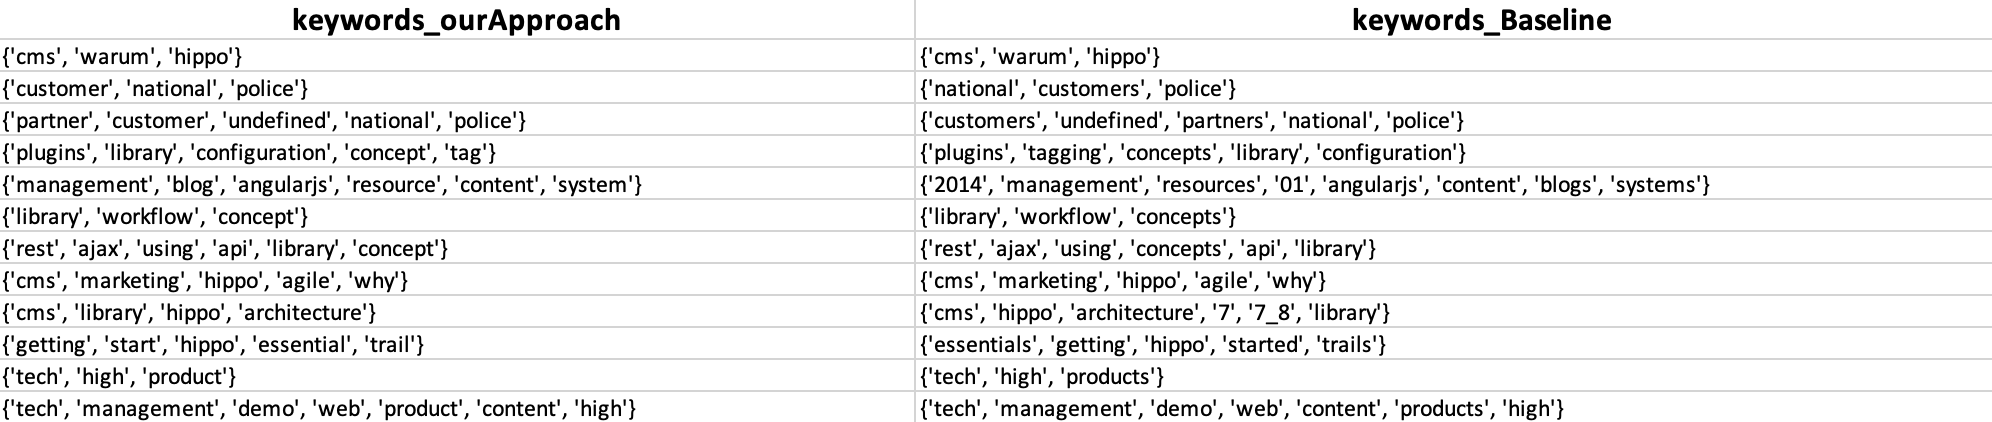 keywords_ourApproach	keywords_Baseline
{'cms', 'warum', 'hippo'}	{'cms', 'warum', 'hippo'}
{'customer', 'national', 'police'}	{'national', 'customers', 'police'}
{'partner', 'customer', 'undefined', 'national', 'police'}	{'customers', 'undefined', 'partners', 'national', 'police'}
{'plugins', 'library', 'configuration', 'concept', 'tag'}	{'plugins', 'tagging', 'concepts', 'library', 'configuration'}
{'management', 'blog', 'angularjs', 'resource', 'content', 'system'}	{'2014', 'management', 'resources', '01', 'angularjs', 'content', 'blogs', 'systems'}
{'library', 'workflow', 'concept'}	{'library', 'workflow', 'concepts'}
{'rest', 'ajax', 'using', 'api', 'library', 'concept'}	{'rest', 'ajax', 'using', 'concepts', 'api', 'library'}
{'cms', 'marketing', 'hippo', 'agile', 'why'}	{'cms', 'marketing', 'hippo', 'agile', 'why'}
{'cms', 'library', 'hippo', 'architecture'}	{'cms', 'hippo', 'architecture', '7', '7_8', 'library'}
{'getting', 'start', 'hippo', 'essential', 'trail'}	{'essentials', 'getting', 'hippo', 'started', 'trails'}
{'tech', 'high', 'product'}	{'tech', 'high', 'products'}
{'tech', 'management', 'demo', 'web', 'product', 'content', 'high'}	{'tech', 'management', 'demo', 'web', 'content', 'products', 'high'}